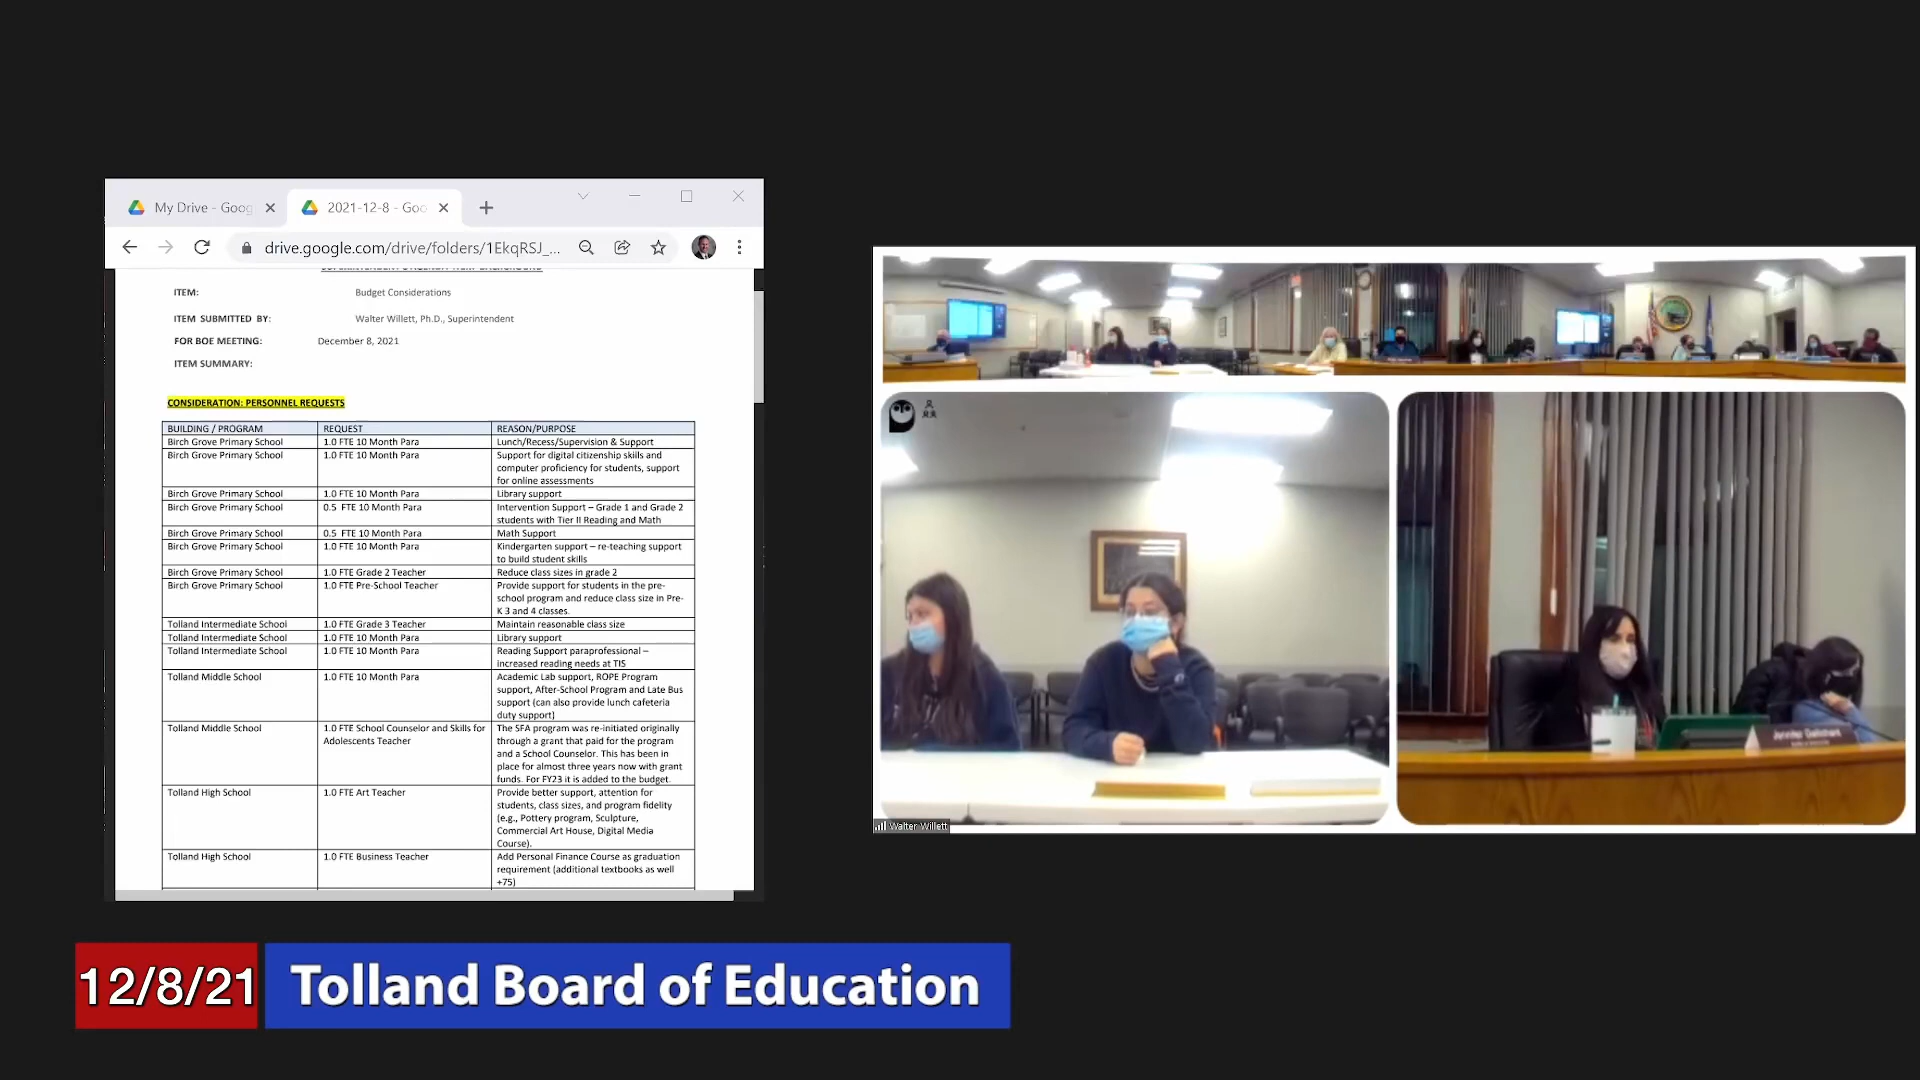 My Drive - Goog
2021-12-8 - Goo
drive.google.com/drive/folders/1EkqRSJ_...
ITEM: Budget Considerations
ITEM SUBMITTED BY: Walter Willett, Ph.D., Superintendent
FOR BOE MEETING: December 8, 2021
ITEM SUMMARY:
CONSIDERATION: PERSONNEL REQUESTS
BUILDING / PROGRAM REQUEST REASON/PURPOSE
Birch Grove Primary School 1.0 FTE 10 Month Para Lunch/Recess/Supervision & Support
Birch Grove Primary School 1.0 FTE 10 Month Para Support for digital citizenship skills and
computer proficiency for students, support
for online assessments
Birch Grove Primary School 1.0 FTE 10 Month Para Library support
Birch Grove Primary School 0.5 FTE 10 Month Para Intervention Support – Grade 1 and Grade 2
students with Tier II Reading and Math
Birch Grove Primary School 0.5 FTE 10 Month Para Math Support
Birch Grove Primary School 1.0 FTE 10 Month Para Kindergarten support – re-teaching support
to build student skills
Birch Grove Primary School 1.0 FTE Grade 2 Teacher Reduce class sizes in grade 2
Birch Grove Primary School 1.0 FTE Pre-School Teacher Provide support for students in the pre-
school program and reduce class size in Pre-
K 3 and 4 classes.
Tolland Intermediate School 1.0 FTE Grade 3 Teacher Maintain reasonable class size
Tolland Intermediate School 1.0 FTE 10 Month Para Library support
Tolland Intermediate School 1.0 FTE 10 Month Para Reading Support paraprofessional –
increased reading needs at TIS
Tolland Middle School 1.0 FTE 10 Month Para Academic Lab support, ROPE Program
support, After-School Program and Late Bus
support (can also provide lunch cafeteria
duty support)
Tolland Middle School 1.0 FTE School Counselor and Skills for The SFA program was re-initiated originally
Adolescents Teacher through a grant that paid for the program
and a School Counselor. This has been in
place for almost three years now with grant
funds. For FY23 it is added to the budget.
Tolland High School 1.0 FTE Art Teacher Provide better support, attention for
students, class sizes, and program fidelity
(e.g., Pottery program, Sculpture,
Commercial Art House, Digital Media
Course).
Tolland High School 1.0 FTE Business Teacher Add Personal Finance Course as graduation
requirement (additional textbooks as well
+75)
Walter Willett
12/8/21 Tolland Board of Education